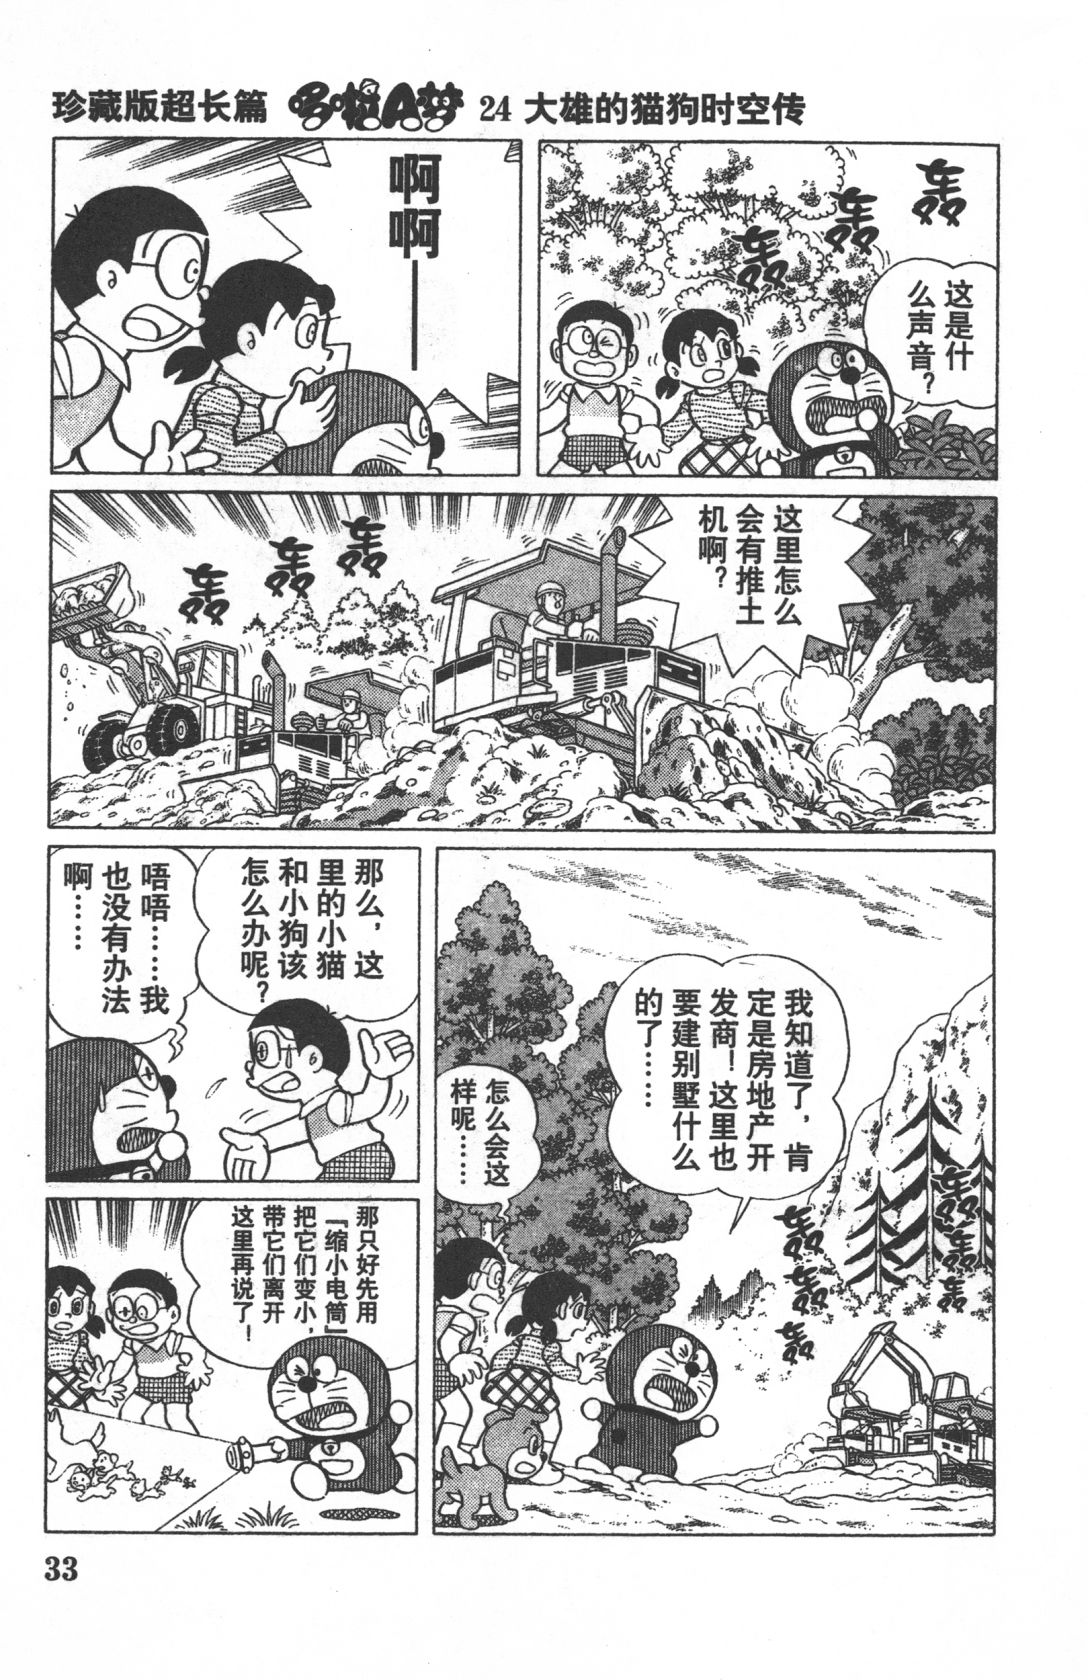 珍藏版超长篇 哆啦A梦 24 大雄的猫狗时空传
轰
轰
轰
这是什
么声音?
啊
啊
——
这里怎么
会有推土
机啊?
轰
轰
轰
我知道了，肯
定是房地产开
发商！这里也
要建别墅什么
的了……
怎么会这
样呢……
轰
轰
轰
轰
轰
轰
那么，这
里的小猫
和小狗该
怎么办呢?
唔唔……我
也没有办法
啊……
那只好先用
『缩小电筒』
把它们变小，
带它们离开
这里再说了！
33